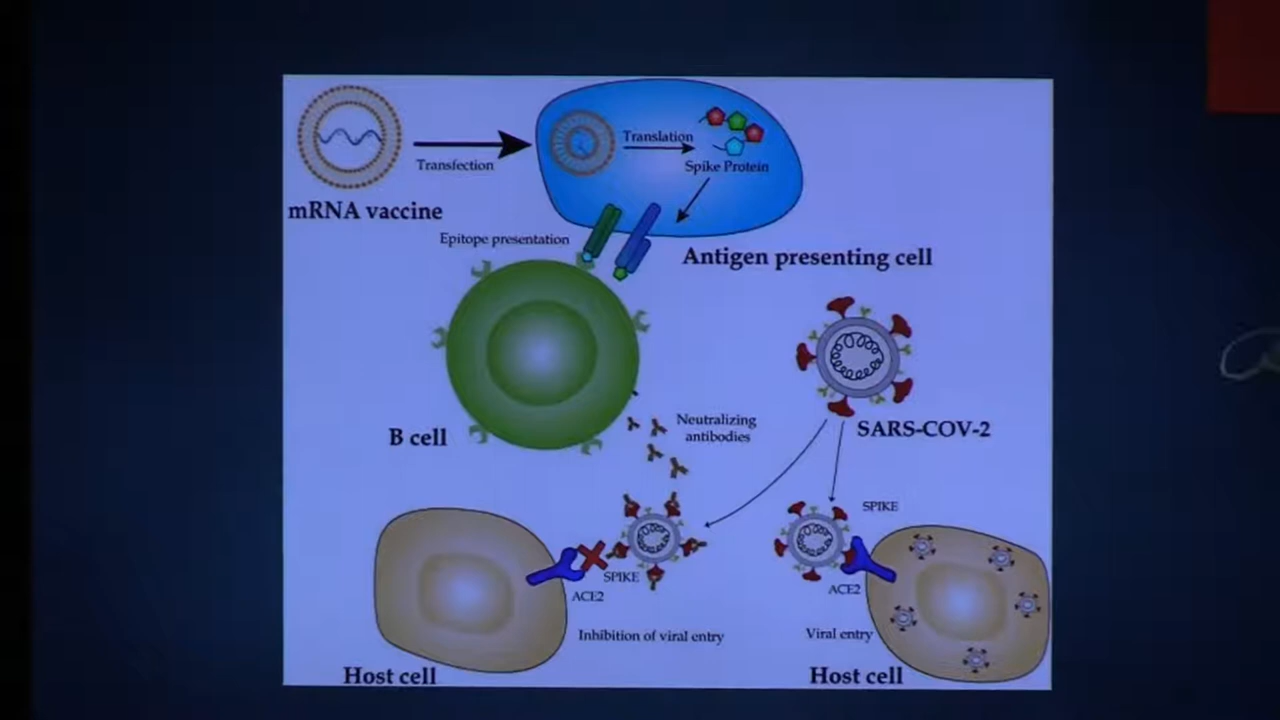 Translation
Transfection
Spike Protein
mRNA vaccine
Epitope presentation
Antigen presenting cell
Neutralizing
antibodies
B cell
SARS-COV-2
SPIKE
SPIKE
ACE2
ACE2
Inhibition of viral entry
Viral entry
Host cell
Host cell